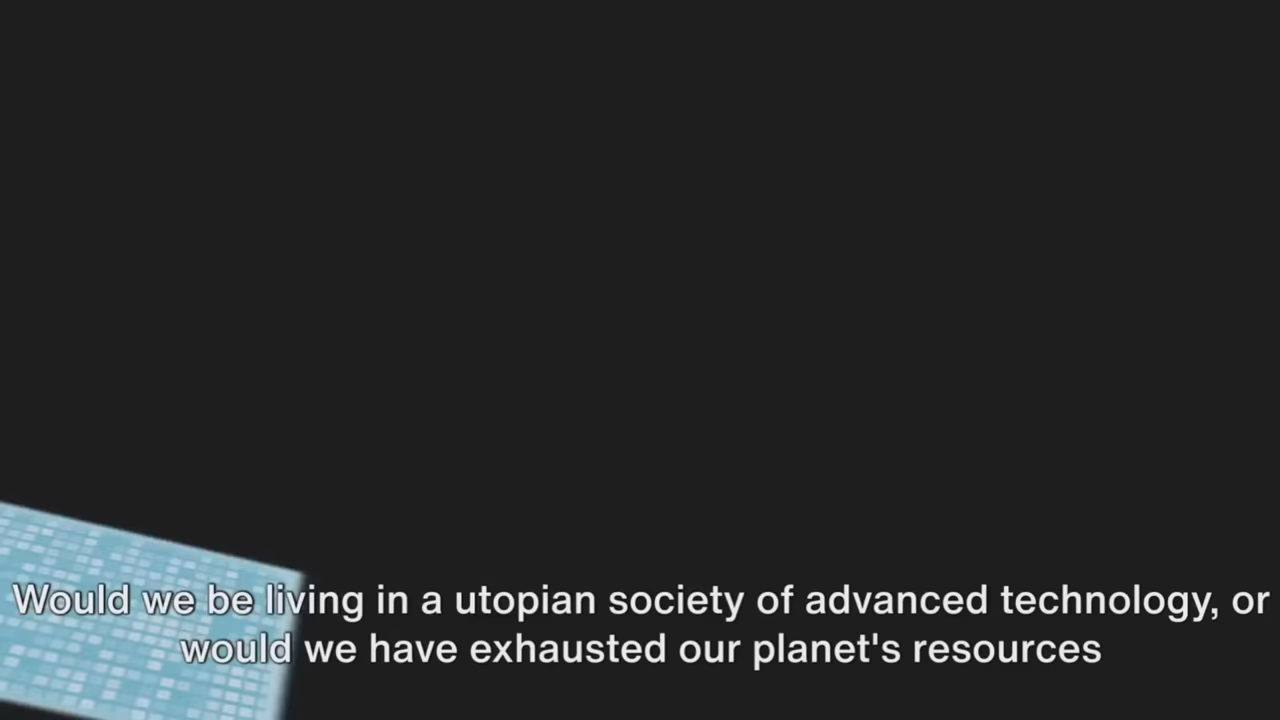 Would we be living in a utopian society of advanced technology, or
would we have exhausted our planet's resources